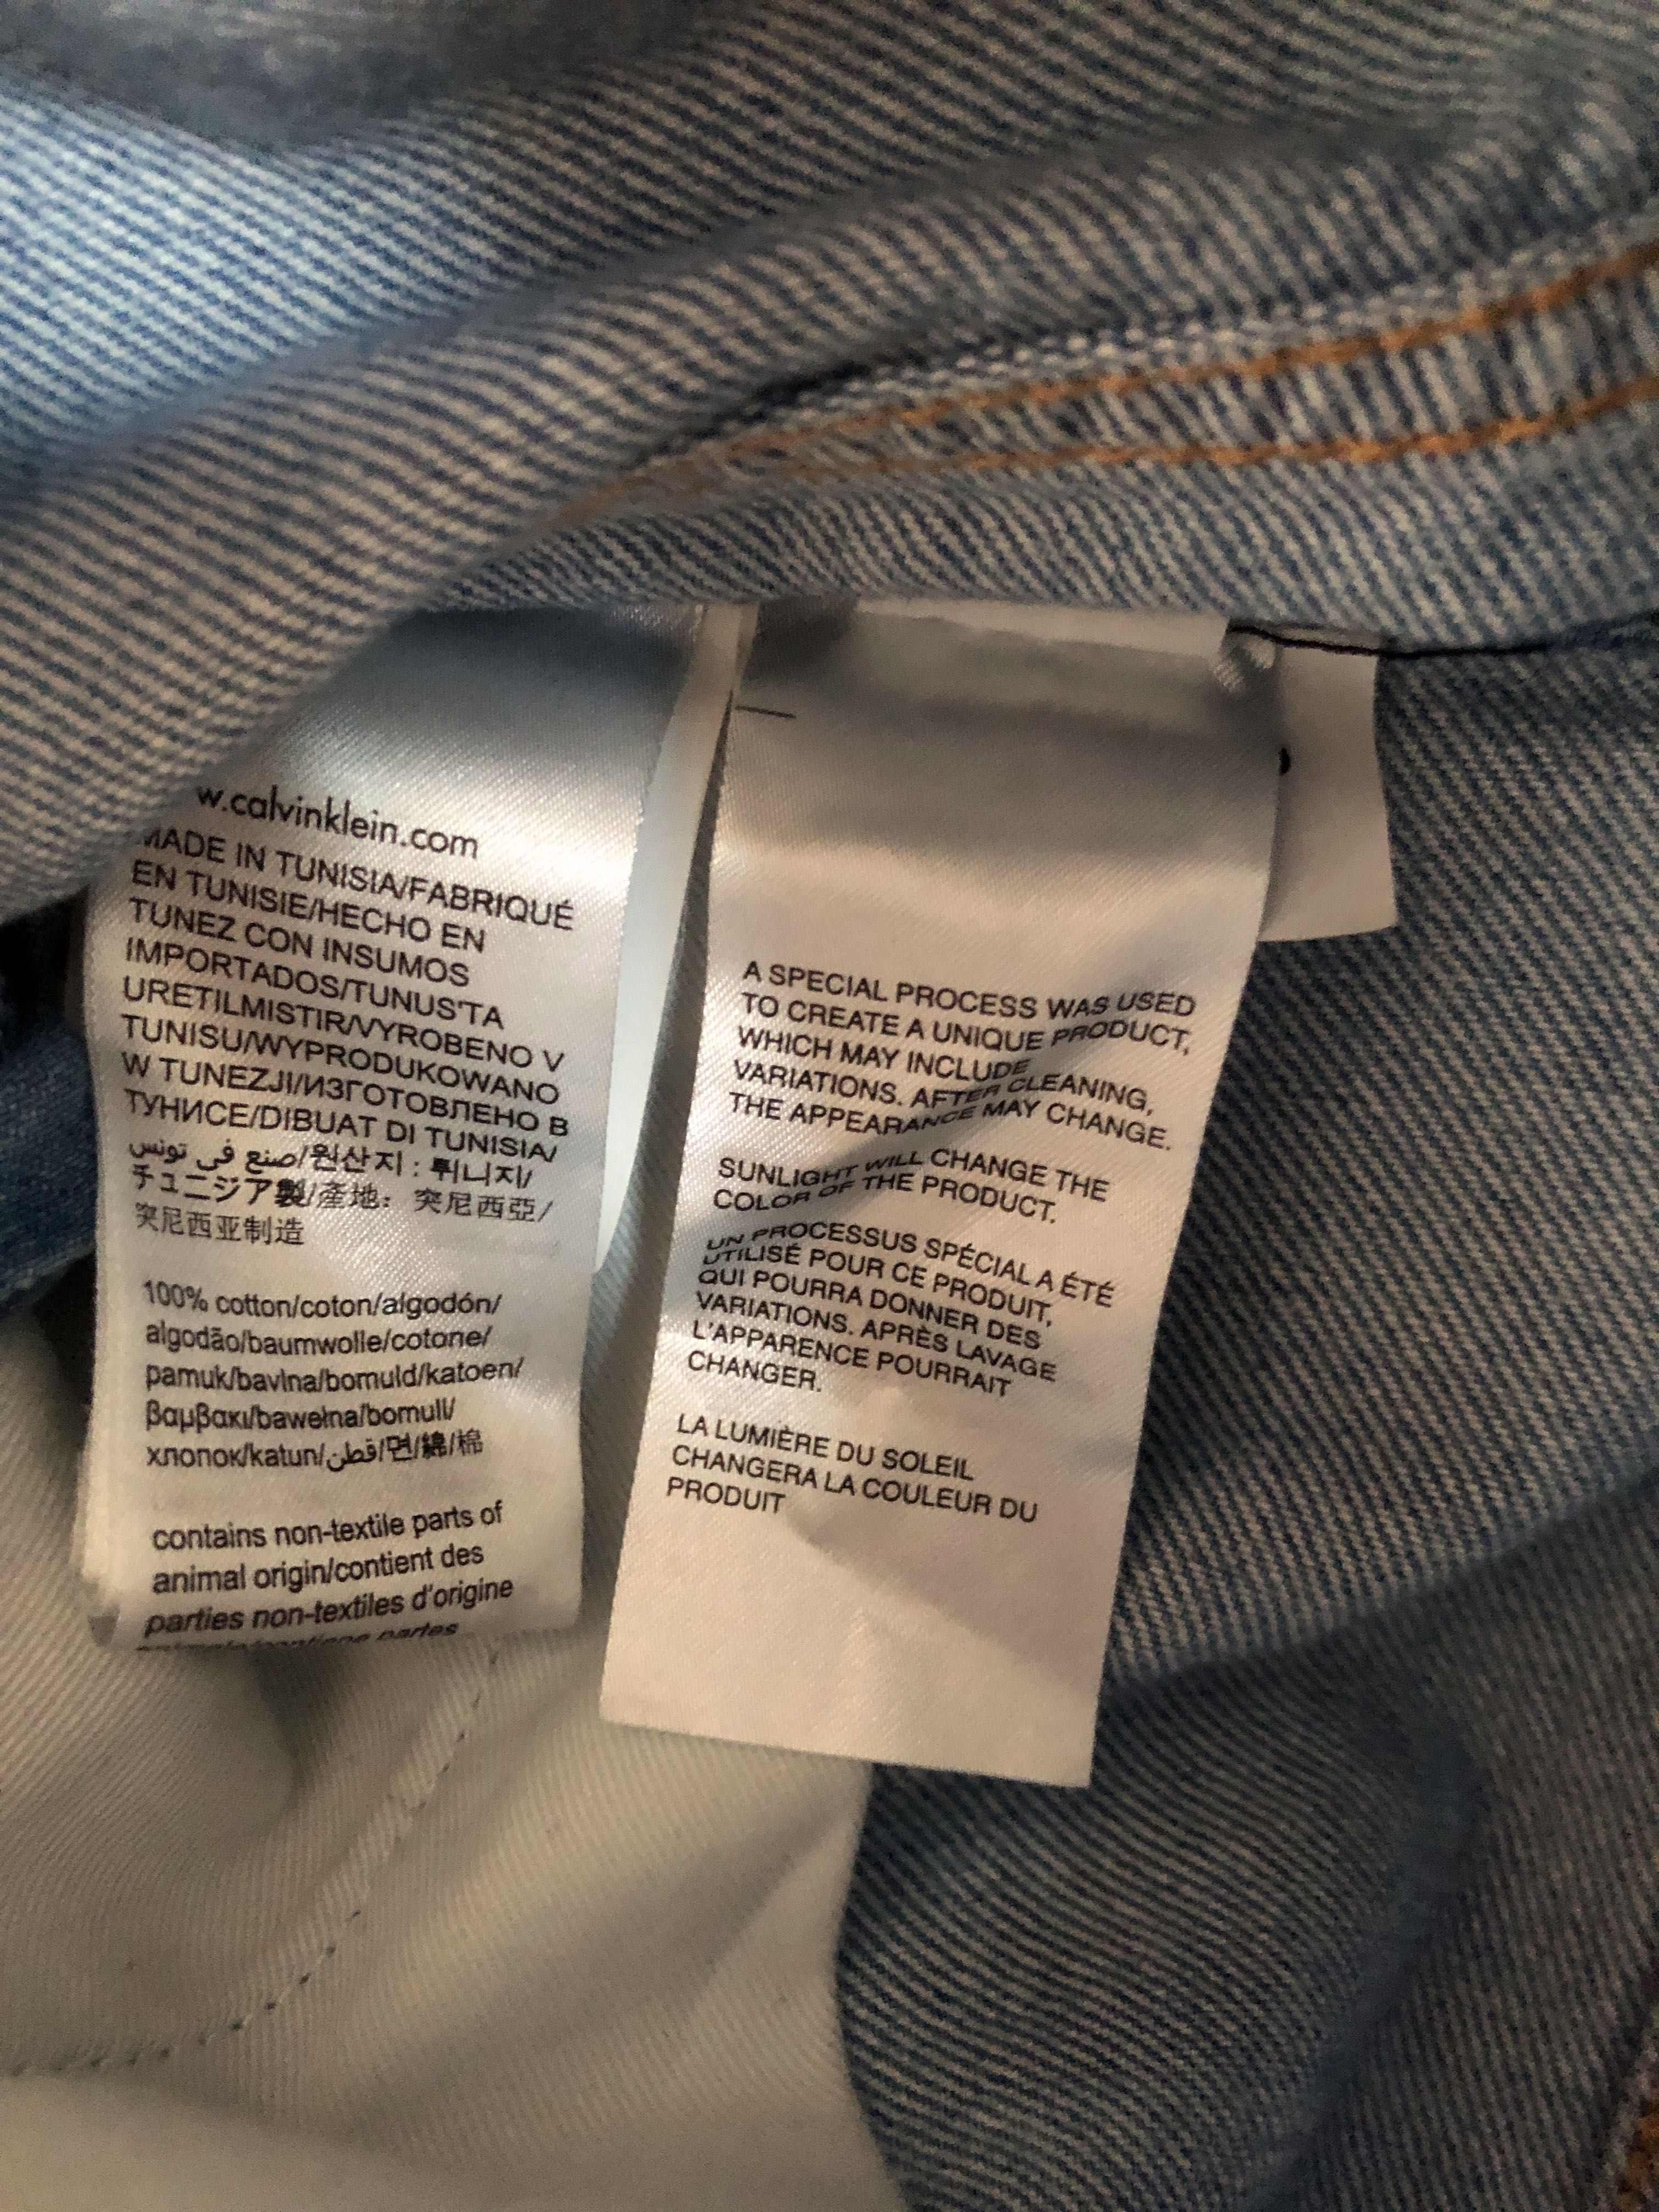 w.calvinklein.com
MADE IN TUNISIA/FABRIQUÉ
EN TUNISIE/HECHO EN
TUNEZ CON INSUMOS
IMPORTADOS/TUNUS'TA
URETILMISTIR/VYROBENO V
TUNISU/WYPRODUKOWANO
W TUNEZJI/ИЗГОТОВЛЕНО В
ТУНИСЕ/DIBUAT DI TUNISIA/
صنع في تونس/원산지 : 튀니지/
チュニジア製/產地: 突尼西亞/
突尼西亚制造
100% cotton/coton/algodón/
algodão/baumwolle/cotone/
pamuk/bavlna/bomuld/katoen/
βαμβακι/bawełna/bomull/
хлопок/katun/قطن/면/綿/棉
contains non-textile parts of
animal origin/contient des
parties non-textiles d'origine
animale/contiene partes
A SPECIAL PROCESS WAS USED
TO CREATE A UNIQUE PRODUCT,
WHICH MAY INCLUDE
VARIATIONS. AFTER CLEANING,
THE APPEARANCE MAY CHANGE.
SUNLIGHT WILL CHANGE THE
COLOR OF THE PRODUCT.
UN PROCESSUS SPÉCIAL A ÉTÉ
UTILISÉ POUR CE PRODUIT,
QUI POURRA DONNER DES
VARIATIONS. APRÈS LAVAGE
L'APPARENCE POURRAIT
CHANGER.
LA LUMIÈRE DU SOLEIL
CHANGERA LA COULEUR DU
PRODUIT